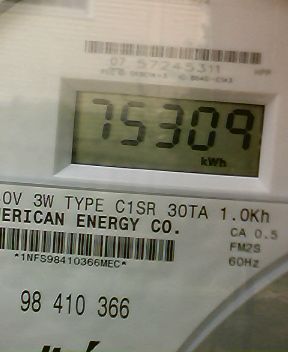 07 57245311
75309
kWh
0V 3W TYPE C1SR 30TA 1.0Kh
ERICAN ENERGY CO.
CA 0.5
FM2S
60Hz
*1NFS98410366MEC*
98 410 366